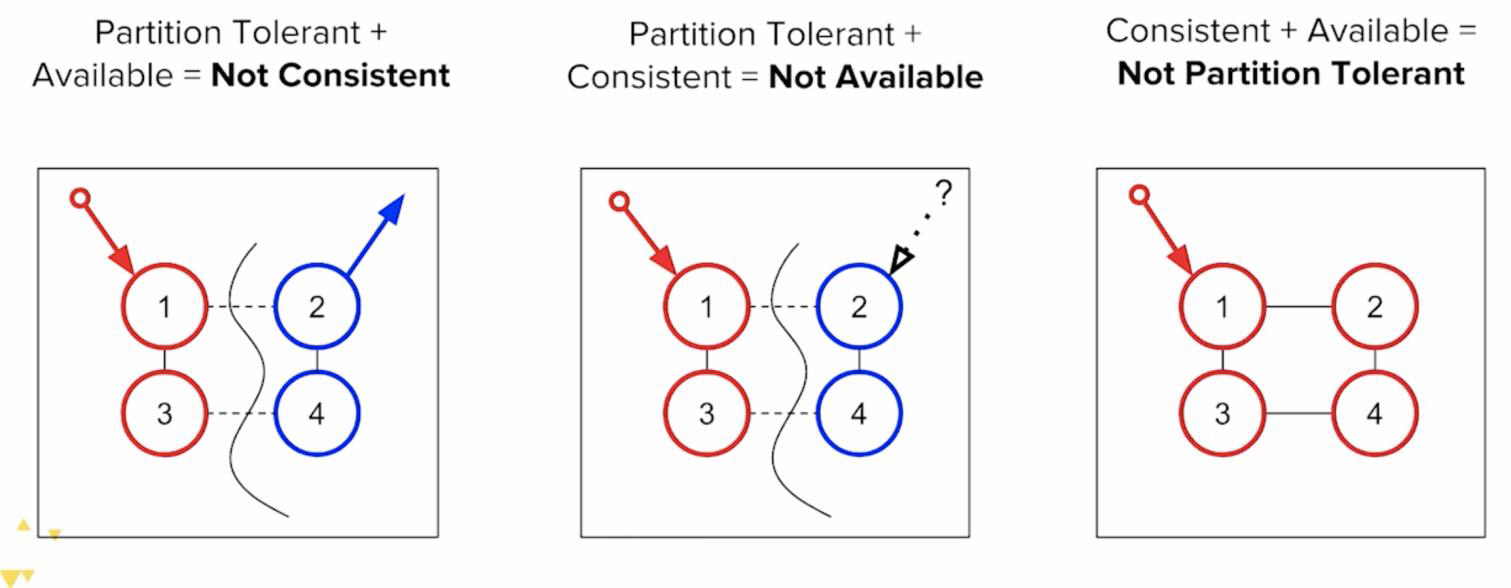 Partition Tolerant +
Available = Not Consistent
1
2
3
4
Partition Tolerant +
Consistent = Not Available
?
1
2
3
4
Consistent + Available =
Not Partition Tolerant
1
2
3
4